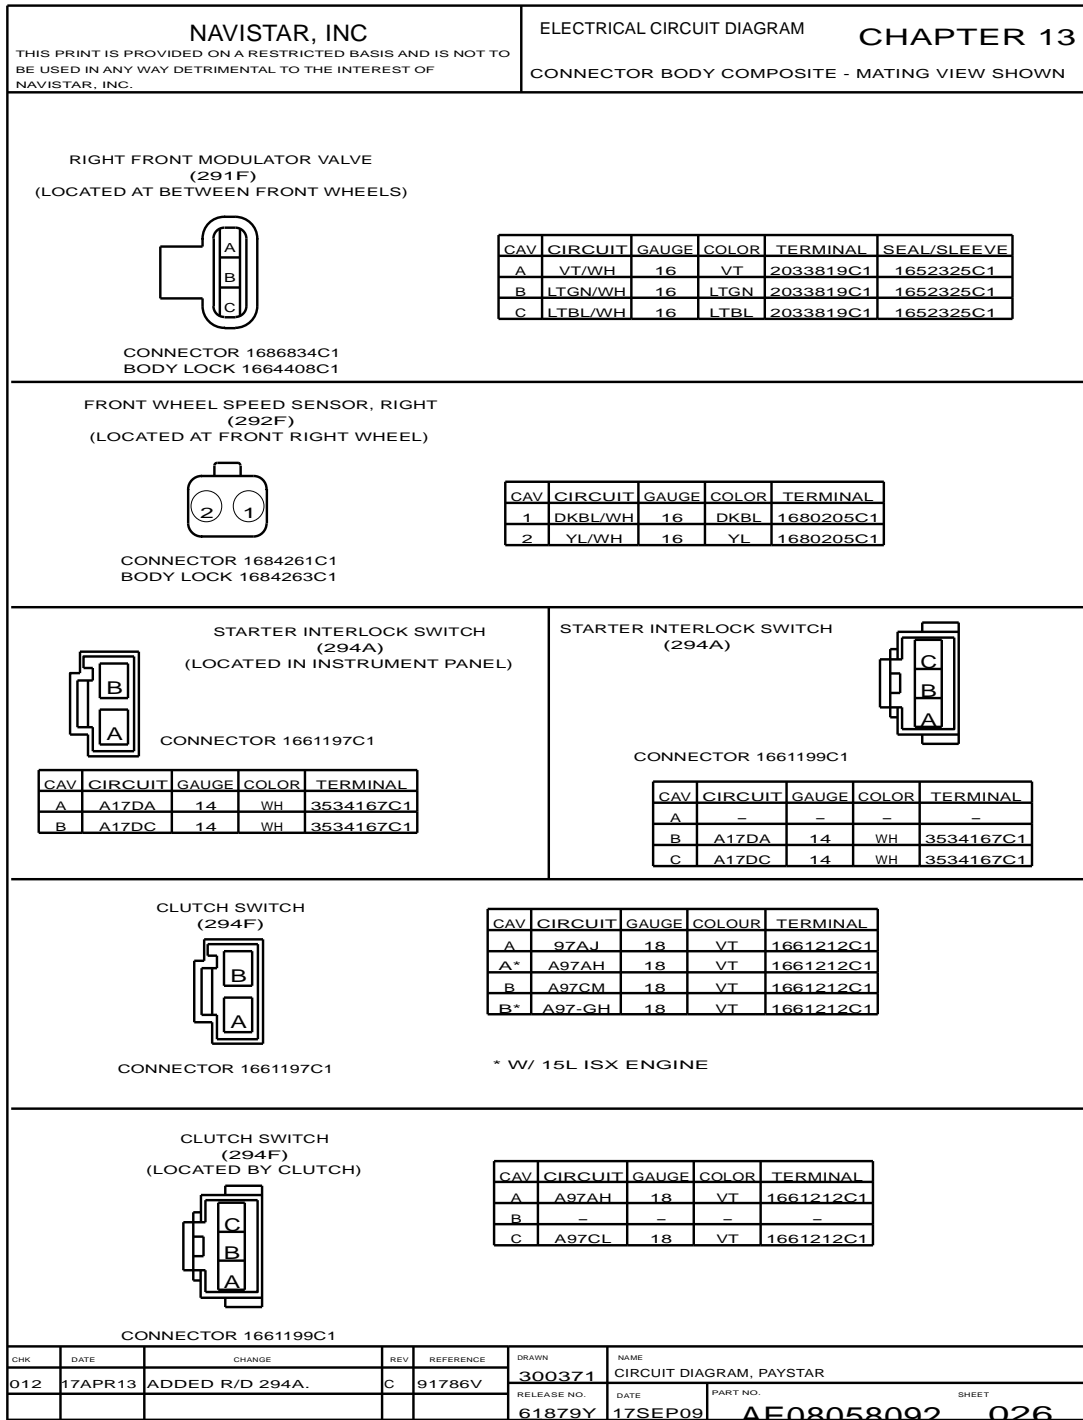 NAVISTAR, INC
THIS PRINT IS PROVIDED ON A RESTRICTED BASIS AND IS NOT TO
BE USED IN ANY WAY DETRIMENTAL TO THE INTEREST OF
NAVISTAR, INC.
ELECTRICAL CIRCUIT DIAGRAM CHAPTER 13
CONNECTOR BODY COMPOSITE - MATING VIEW SHOWN
RIGHT FRONT MODULATOR VALVE
(291F)
(LOCATED AT BETWEEN FRONT WHEELS)
A
B
C
CONNECTOR 1686834C1
BODY LOCK 1664408C1
CAV CIRCUIT GAUGE COLOR TERMINAL SEAL/SLEEVE
A VT/WH 16 VT 2033819C1 1652325C1
B LTGN/WH 16 LTGN 2033819C1 1652325C1
C LTBL/WH 16 LTBL 2033819C1 1652325C1
FRONT WHEEL SPEED SENSOR, RIGHT
(292F)
(LOCATED AT FRONT RIGHT WHEEL)
2 1
CONNECTOR 1684261C1
BODY LOCK 1684263C1
CAV CIRCUIT GAUGE COLOR TERMINAL
1 DKBL/WH 16 DKBL 1680205C1
2 YL/WH 16 YL 1680205C1
STARTER INTERLOCK SWITCH
(294A)
(LOCATED IN INSTRUMENT PANEL)
B
A
CONNECTOR 1661197C1
CAV CIRCUIT GAUGE COLOR TERMINAL
A A17DA 14 WH 3534167C1
B A17DC 14 WH 3534167C1
STARTER INTERLOCK SWITCH
(294A)
C
B
A
CONNECTOR 1661199C1
CAV CIRCUIT GAUGE COLOR TERMINAL
A – – – –
B A17DA 14 WH 3534167C1
C A17DC 14 WH 3534167C1
CLUTCH SWITCH
(294F)
B
A
CONNECTOR 1661197C1
CAV CIRCUIT GAUGE COLOUR TERMINAL
A 97AJ 18 VT 1661212C1
A* A97AH 18 VT 1661212C1
B A97CM 18 VT 1661212C1
B* A97-GH 18 VT 1661212C1
* W/ 15L ISX ENGINE
CLUTCH SWITCH
(294F)
(LOCATED BY CLUTCH)
C
B
A
CONNECTOR 1661199C1
CAV CIRCUIT GAUGE COLOR TERMINAL
A A97AH 18 VT 1661212C1
B – – – –
C A97CL 18 VT 1661212C1
CHK DATE CHANGE REV REFERENCE
012 17APR13 ADDED R/D 294A. C 91786V
DRAWN NAME
300371 CIRCUIT DIAGRAM, PAYSTAR
RELEASE NO. DATE PART NO. SHEET
61879Y 17SEP09 AE08058092 026